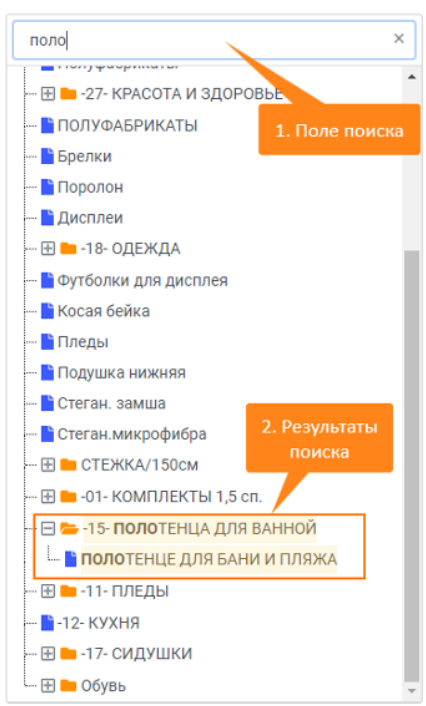 поло ×
Полуфабрикаты
-27- КРАСОТА И ЗДОРОВЬЕ
1. Поле поиска
ПОЛУФАБРИКАТЫ
Брелки
Поролон
Дисплеи
-18- ОДЕЖДА
Футболки для дисплея
Косая бейка
Пледы
Подушка нижняя
Стеган. замша
2. Результаты
поиска
Стеган.микрофибра
СТЕЖКА/150см
-01- КОМПЛЕКТЫ 1,5 сп.
-15- ПОЛОТЕНЦА ДЛЯ ВАННОЙ
ПОЛОТЕНЦЕ ДЛЯ БАНИ И ПЛЯЖА
-11- ПЛЕДЫ
-12- КУХНЯ
-17- СИДУШКИ
Обувь